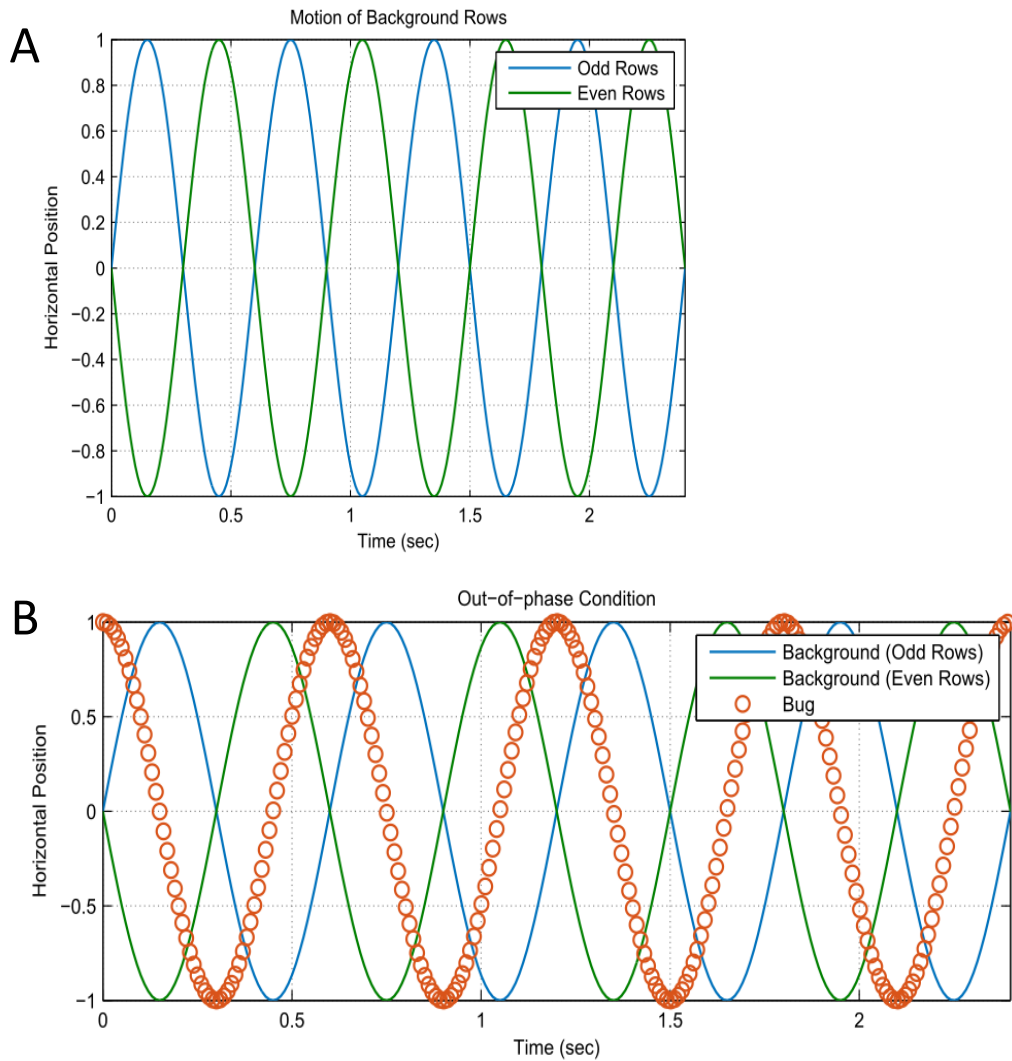 A
Motion of Background Rows
Odd Rows
Even Rows
1
0.8
0.6
0.4
0.2
0
−0.2
−0.4
−0.6
−0.8
−1
Horizontal Position
0 0.5 1 1.5 2
Time (sec)
B
Out−of−phase Condition
Background (Odd Rows)
Background (Even Rows)
Bug
1
0.5
0
−0.5
−1
Horizontal Position
0 0.5 1 1.5 2
Time (sec)